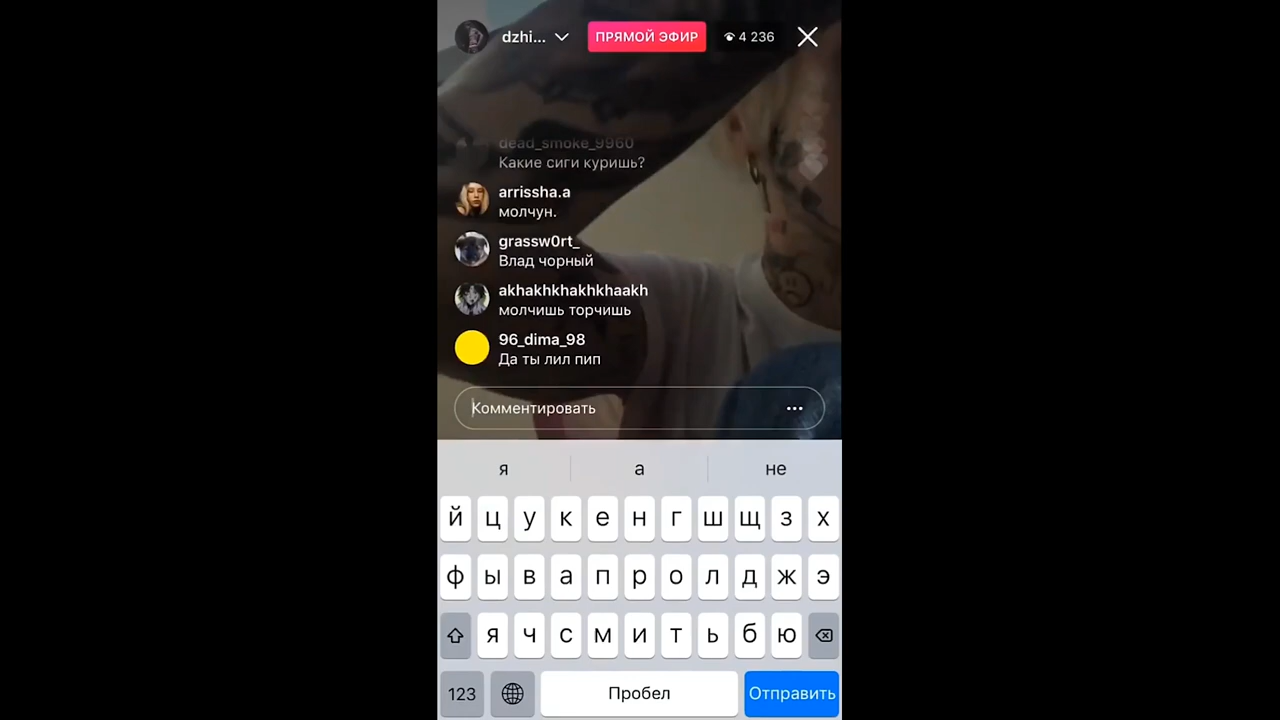 dzhi...
ПРЯМОЙ ЭФИР
4 236
dead_smoke_9960
Какие сиги куришь?
arrissha.a
молчун.
grassw0rt_
Влад чорный
akhakhkhakhkhaakh
молчишь торчишь
96_dima_98
Да ты лил пип
Комментировать
я а не
й ц у к е н г ш щ з х
ф ы в а п р о л д ж э
я ч с м и т ь б ю
123 Пробел Отправить